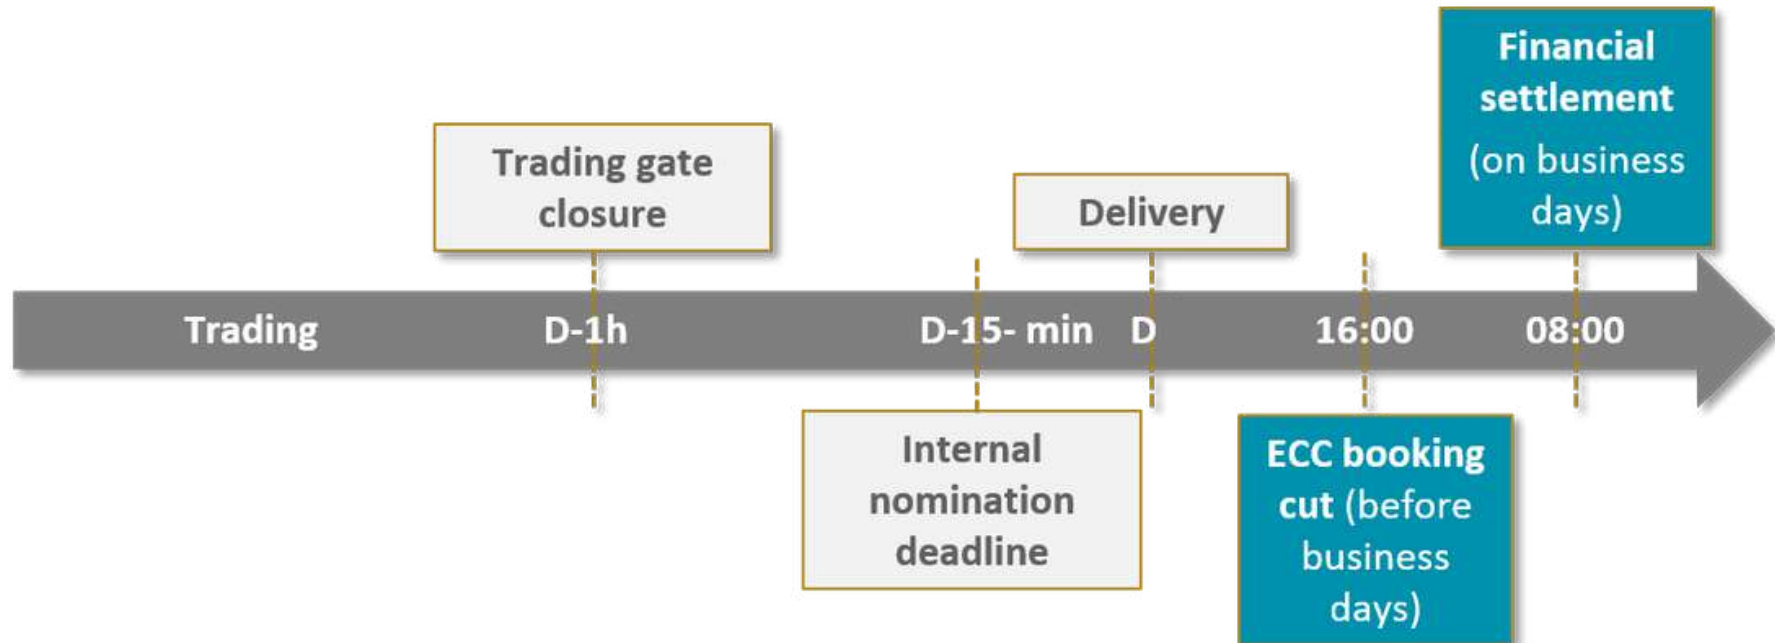 Financial
settlement
(on business
days)
Trading gate
closure
Delivery
Trading
D-1h
D-15- min
D
16:00
08:00
Internal
nomination
deadline
ECC booking
cut (before
business
days)